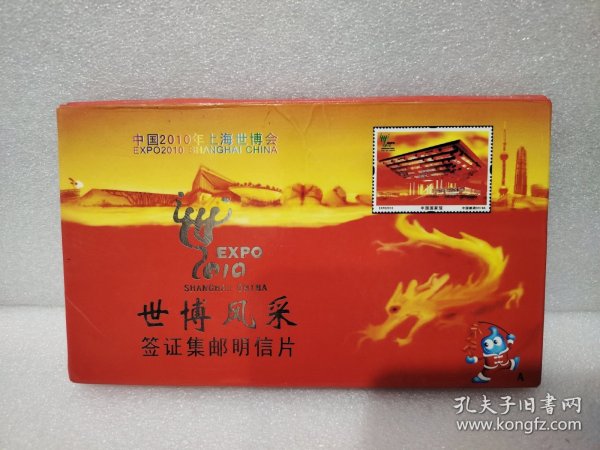 中国2010年上海世博会
EXPO2010 SHANGHAI CHINA
中国国家馆
EXPO
2010
SHANGHAI CHINA
世博风采
签证集邮明信片
A
孔夫子旧书网
www.kongfz.com